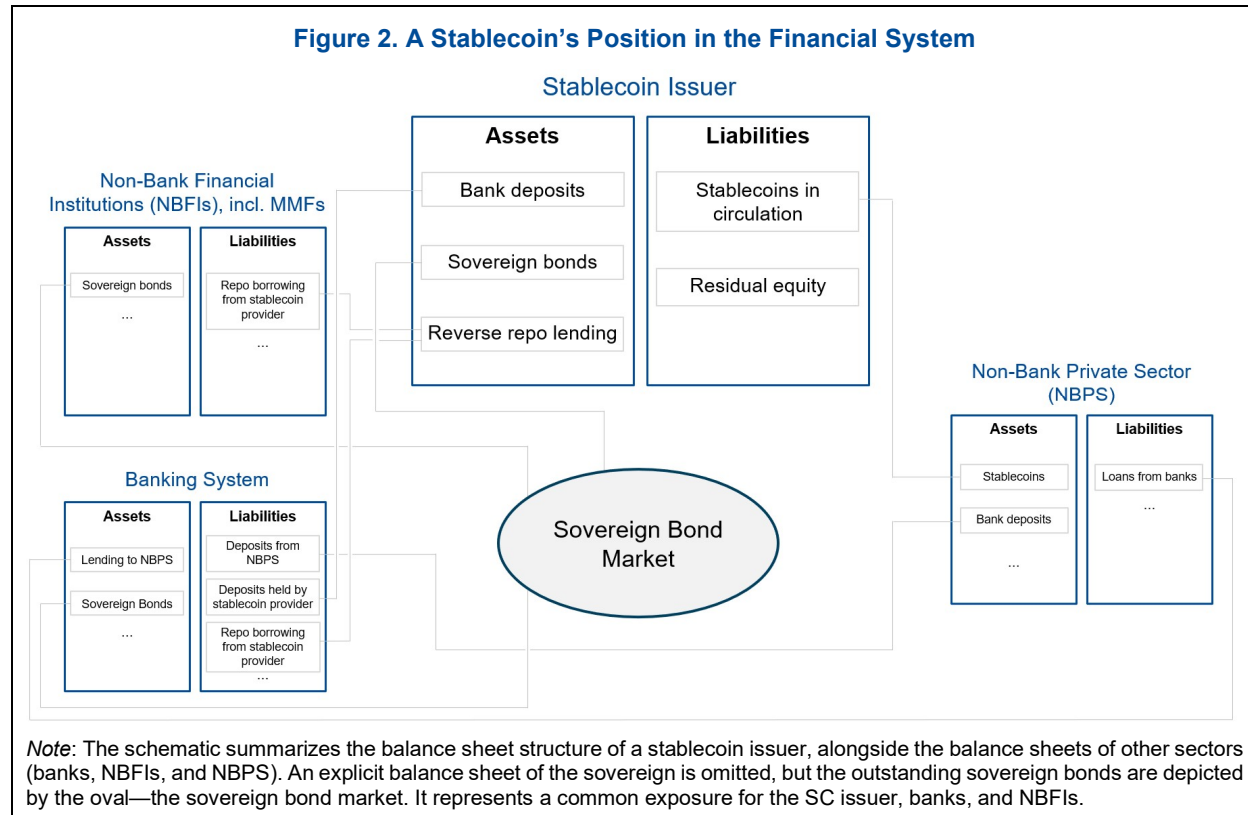 Figure 2. A Stablecoin’s Position in the Financial System
Stablecoin Issuer
Assets
Bank deposits
Sovereign bonds
Reverse repo lending
Liabilities
Stablecoins in
circulation
Residual equity
Non-Bank Financial
Institutions (NBFIs), incl. MMFs
Assets
Sovereign bonds
...
Liabilities
Repo borrowing
from stablecoin
provider
...
Banking System
Assets
Lending to NBPS
Sovereign Bonds
...
Liabilities
Deposits from
NBPS
Deposits held by
stablecoin provider
Repo borrowing
from stablecoin
provider
...
Sovereign Bond
Market
Non-Bank Private Sector
(NBPS)
Assets
Stablecoins
Bank deposits
...
Liabilities
Loans from banks
...
Note: The schematic summarizes the balance sheet structure of a stablecoin issuer, alongside the balance sheets of other sectors
(banks, NBFIs, and NBPS). An explicit balance sheet of the sovereign is omitted, but the outstanding sovereign bonds are depicted
by the oval—the sovereign bond market. It represents a common exposure for the SC issuer, banks, and NBFIs.